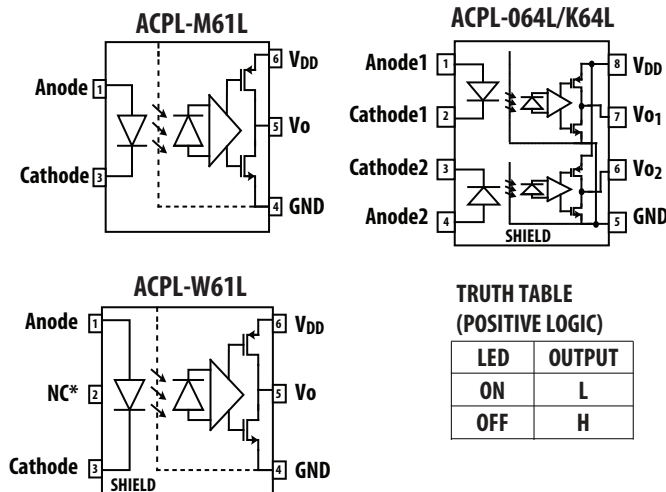 ACPL-M61L
Anode 1
Cathode 3
6 VDD
5 Vo
4 GND
ACPL-064L/K64L
Anode1 1
Cathode1 2
Cathode2 3
Anode2 4
8 VDD
7 Vo1
6 Vo2
5 GND
SHIELD
ACPL-W61L
Anode 1
NC* 2
Cathode 3
6 VDD
5 Vo
4 GND
SHIELD
TRUTH TABLE
(POSITIVE LOGIC)
LED OUTPUT
ON L
OFF H